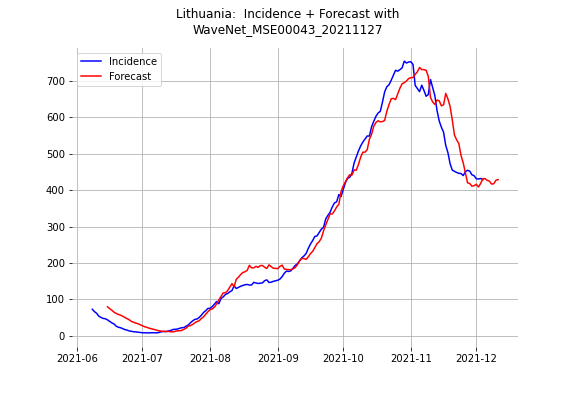 Lithuania:  Incidence + Forecast with
WaveNet_MSE00043_20211127
Incidence
Forecast
700
600
500
400
300
200
100
0
2021-06 2021-07 2021-08 2021-09 2021-10 2021-11 2021-12